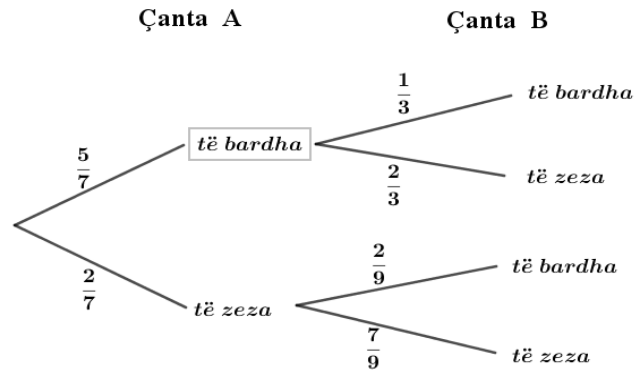 Çanta A
Çanta B
1/3
të bardha
5/7
të bardha
2/3
të zeza
2/7
të zeza
2/9
të bardha
7/9
të zeza